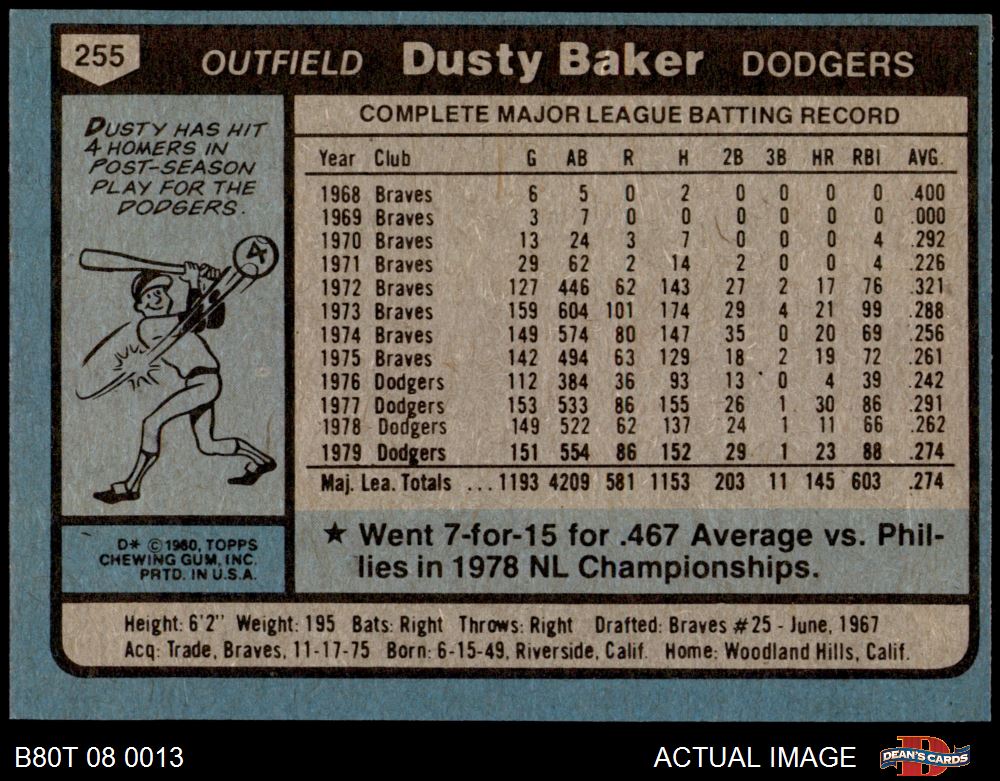 255 OUTFIELD Dusty Baker DODGERS
DUSTY HAS HIT
4 HOMERS IN
POST-SEASON
PLAY FOR THE
DODGERS.
4
D* © 1980, TOPPS
CHEWING GUM, INC.
PRTD. IN U.S.A.
COMPLETE MAJOR LEAGUE BATTING RECORD
Year Club G AB R H 2B 3B HR RBI AVG.
1968 Braves 6 5 0 2 0 0 0 0 .400
1969 Braves 3 7 0 0 0 0 0 0 .000
1970 Braves 13 24 3 7 0 0 0 4 .292
1971 Braves 29 62 2 14 2 0 0 4 .226
1972 Braves 127 446 62 143 27 2 17 76 .321
1973 Braves 159 604 101 174 29 4 21 99 .288
1974 Braves 149 574 80 147 35 0 20 69 .256
1975 Braves 142 494 63 129 18 2 19 72 .261
1976 Dodgers 112 384 36 93 13 0 4 39 .242
1977 Dodgers 153 533 86 155 26 1 30 86 .291
1978 Dodgers 149 522 62 137 24 1 11 66 .262
1979 Dodgers 151 554 86 152 29 1 23 88 .274
Maj. Lea. Totals ... 1193 4209 581 1153 203 11 145 603 .274
★ Went 7-for-15 for .467 Average vs. Phil-
lies in 1978 NL Championships.
Height: 6'2" Weight: 195 Bats: Right Throws: Right Drafted: Braves #25 - June, 1967
Acq: Trade, Braves, 11-17-75 Born: 6-15-49, Riverside, Calif. Home: Woodland Hills, Calif.
B80T 08 0013 ACTUAL IMAGE DEAN'S CARDS